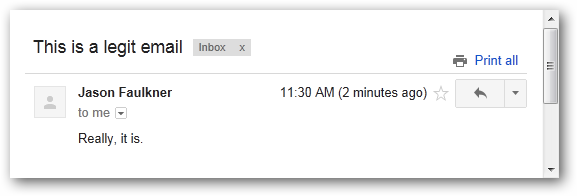 This is a legit email Inbox x
Print all
Jason Faulkner 11:30 AM (2 minutes ago)
to me
Really, it is.